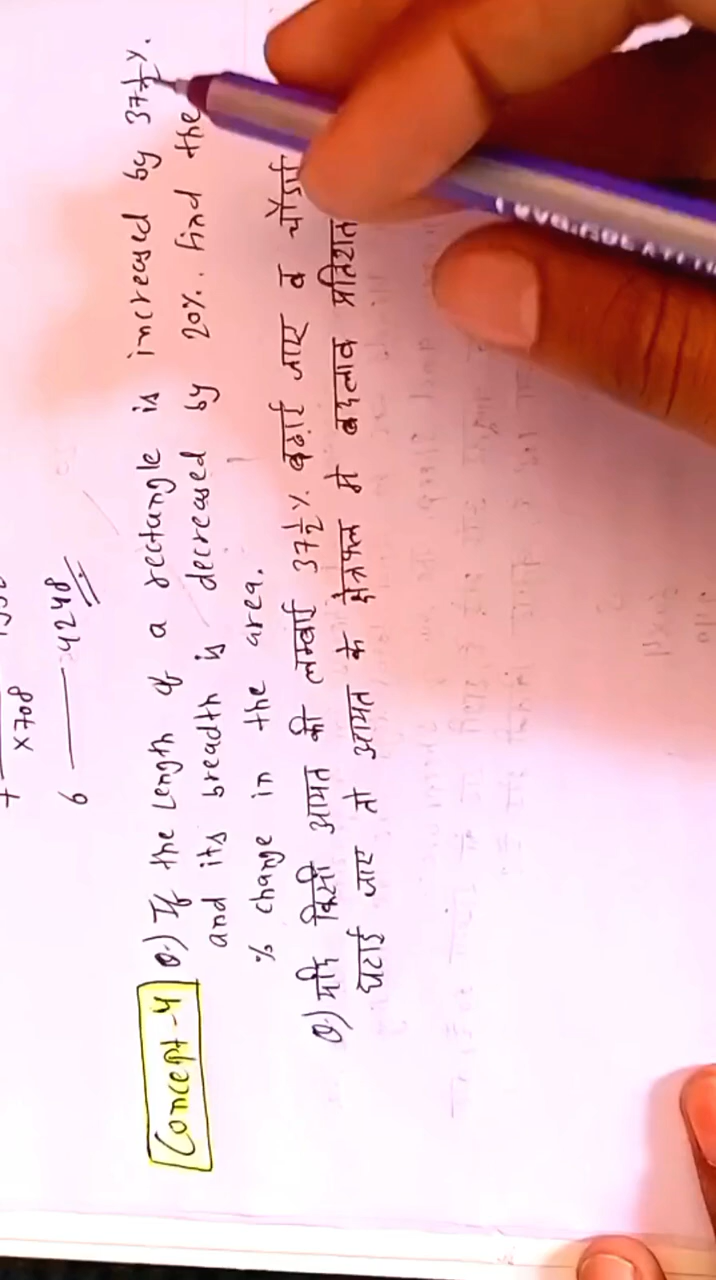 × 708
6 —— 4248
Concept-4 Q.) If the Length of a rectangle is increased by 37½%.
and its breadth is decreased by 20%. find the
% change in the area.
Q.) यदि किसी आयत की लम्बाई 37½% बढ़ाई जाए व चौड़ाई
घटाई जाए तो आयत के क्षेत्रफल मे बदलाव प्रतिशत